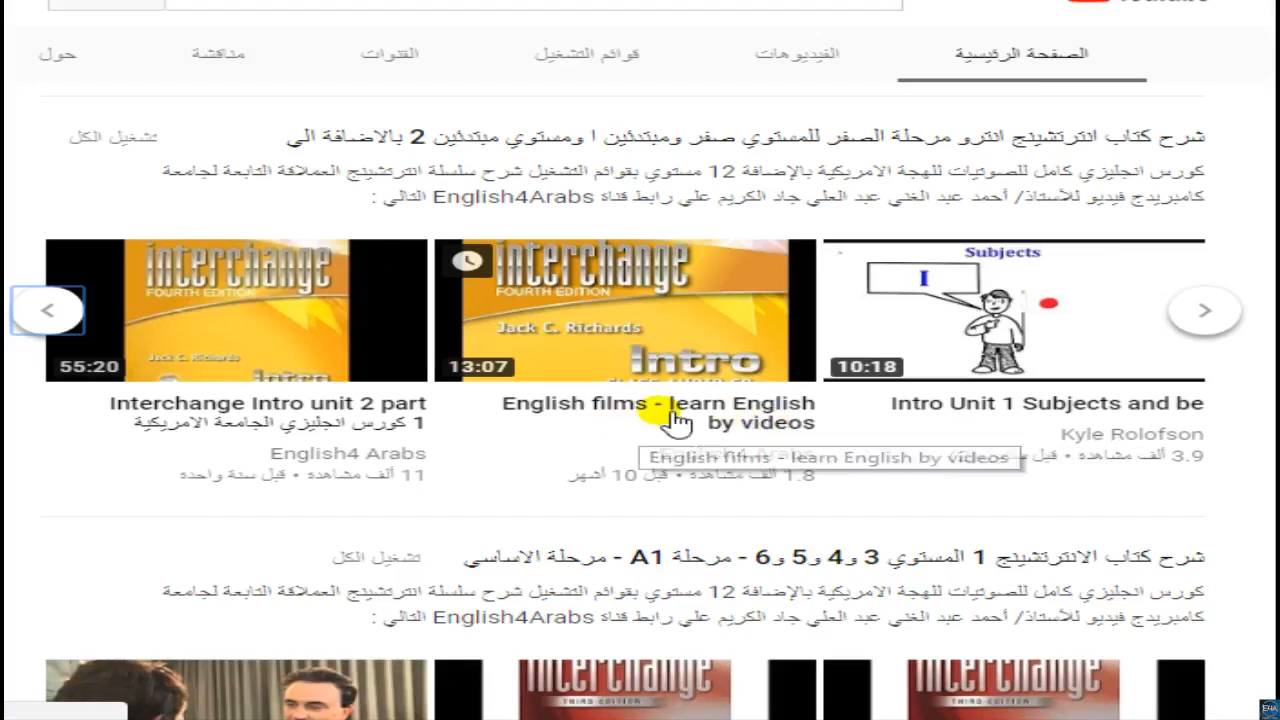 الصفحة الرئيسية
الفيديوهات
قوائم التشغيل
القنوات
مناقشة
حول
شرح كتاب انترتشينج انترو مرحلة الصفر للمستوي صفر ومبتدئين ا ومستوي مبتدئين 2 بالاضافة الي
تشغيل الكل
كورس انجليزي كامل للصوتيات للهجة الامريكية بالإضافة 12 مستوي بقوائم التشغيل شرح سلسلة انترتشينج العملاقة التابعة لجامعة
كامبريدج فيديو للأستاذ/ أحمد عبد الغني عبد العلي جاد الكريم علي رابط قناة English4Arabs التالي :
Subjects
I
10:18
Intro Unit 1 Subjects and be
Kyle Rolofson
3.9 ألف مشاهدة • قبل
interchange
FOURTH EDITION
Jack C. Richards
Intro
13:07
English films - learn English
by videos
English films - learn English by videos
1.8 ألف مشاهدة • قبل 10 أشهر
interchange
FOURTH EDITION
Jack C. Richards
Intro
55:20
Interchange Intro unit 2 part
1 كورس انجليزي الجامعة الامريكية
English4 Arabs
11 ألف مشاهدة • قبل سنة واحدة
شرح كتاب الانترتشينج 1 المستوي 3 و4 و5 و6 - مرحلة A1 - مرحلة الاساسي
تشغيل الكل
كورس انجليزي كامل للصوتيات للهجة الامريكية بالإضافة 12 مستوي بقوائم التشغيل شرح سلسلة انترتشينج العملاقة التابعة لجامعة
كامبريدج فيديو للأستاذ/ أحمد عبد الغني عبد العلي جاد الكريم علي رابط قناة English4Arabs التالي :
interchange
THIRD EDITION
interchange
THIRD EDITION